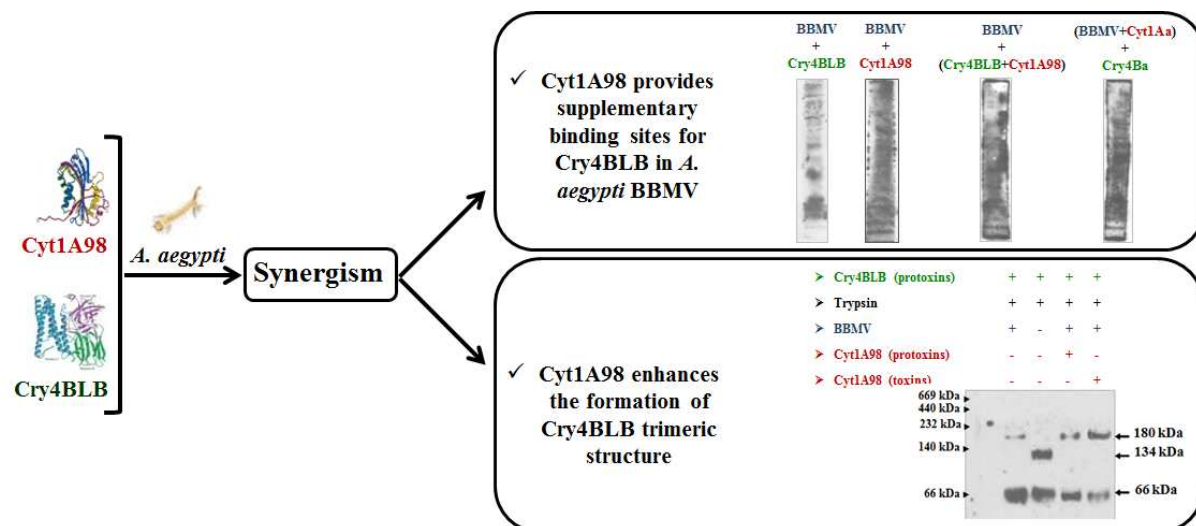 Cyt1A98
Cry4BLB
A. aegypti
Synergism
✓ Cyt1A98 provides
supplementary
binding sites for
Cry4BLB in A.
aegypti BBMV
BBMV
+
Cry4BLB
BBMV
+
Cyt1A98
BBMV
+
(Cry4BLB+Cyt1A98)
(BBMV+Cyt1Aa)
+
Cry4Ba
✓ Cyt1A98 enhances
the formation of
Cry4BLB trimeric
structure
➤ Cry4BLB (protoxins) + + + +
➤ Trypsin + + + +
➤ BBMV + - + +
➤ Cyt1A98 (protoxins) - - + -
➤ Cyt1A98 (toxins) - - - +
669 kDa
440 kDa
232 kDa
140 kDa
66 kDa
180 kDa
134 kDa
66 kDa